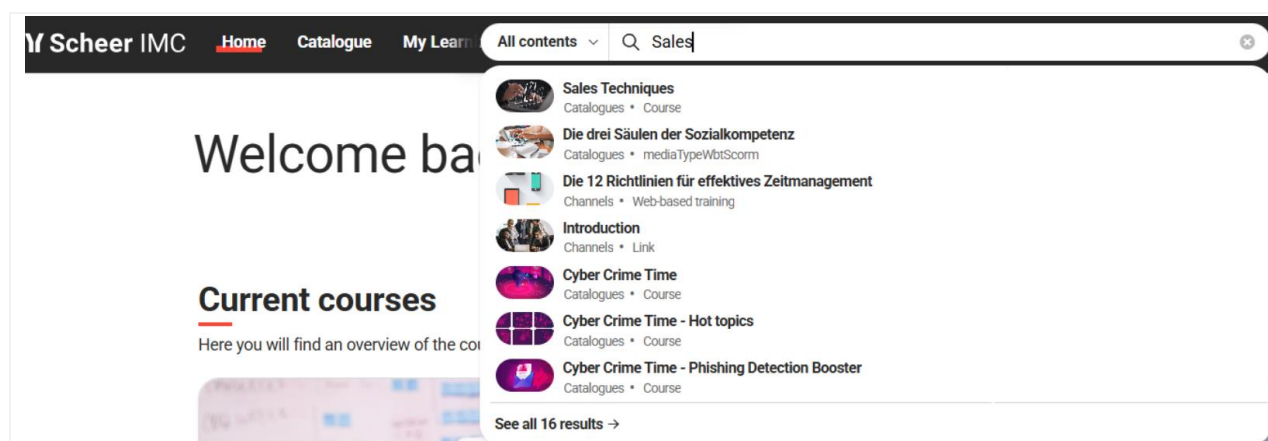 Scheer IMC Home Catalogue My Learni All contents Sales
Sales Techniques
Catalogues • Course
Die drei Säulen der Sozialkompetenz
Catalogues • mediaTypeWbtScorm
Welcome ba
Die 12 Richtlinien für effektives Zeitmanagement
Channels • Web-based training
Introduction
Channels • Link
Cyber Crime Time
Catalogues • Course
Current courses
Cyber Crime Time - Hot topics
Catalogues • Course
Here you will find an overview of the cou
Cyber Crime Time - Phishing Detection Booster
Catalogues • Course
See all 16 results →